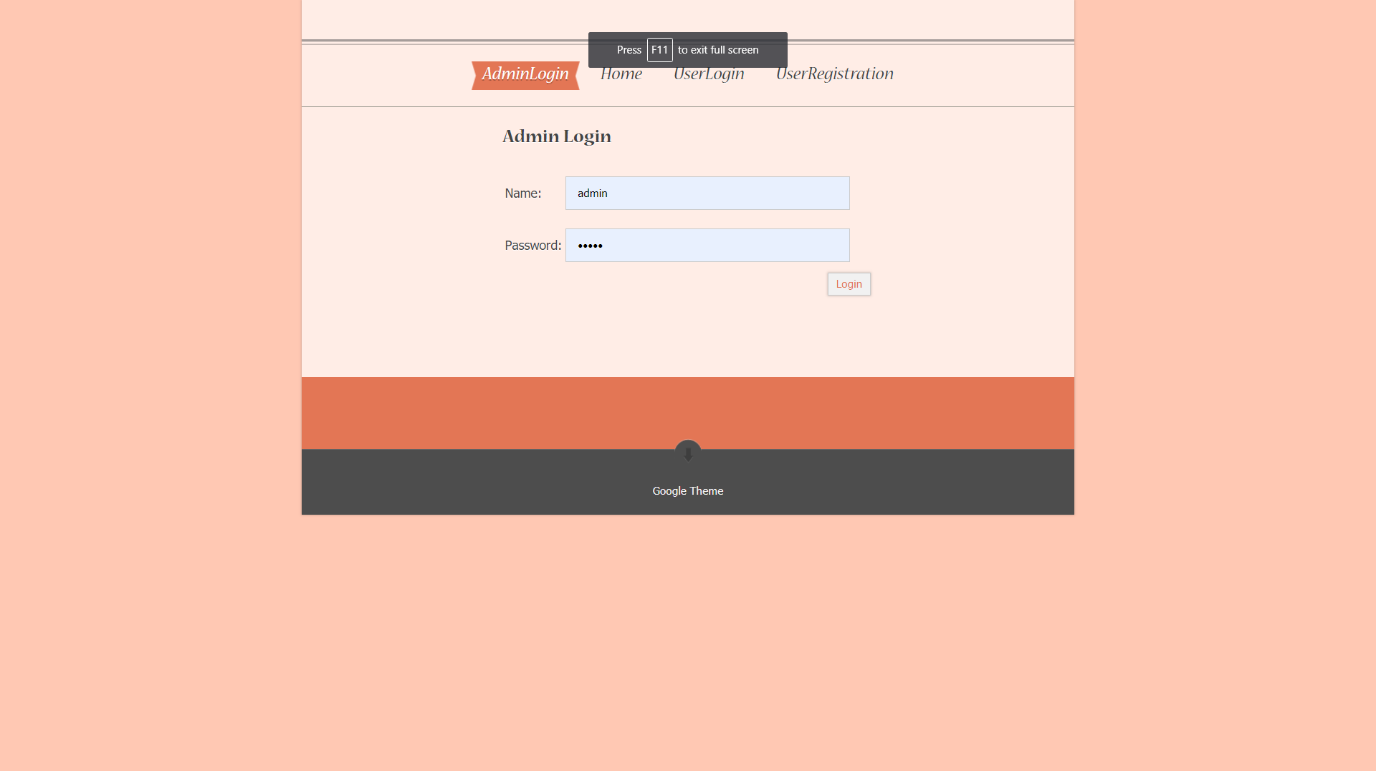 Press F11 to exit full screen
AdminLogin Home UserLogin UserRegistration
Admin Login
Name: admin
Password: •••••
Login
Google Theme